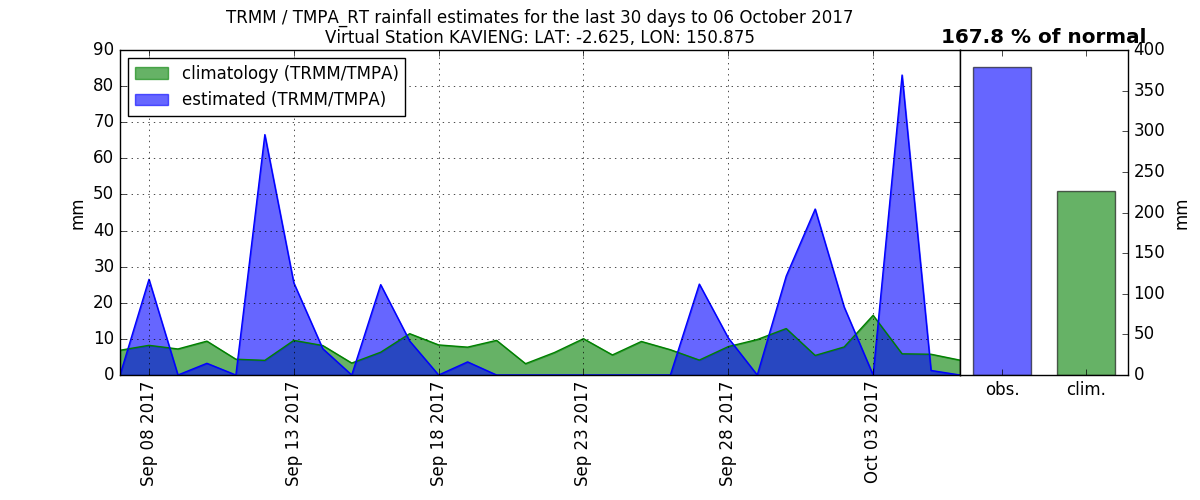 TRMM / TMPA_RT rainfall estimates for the last 30 days to 06 October 2017
Virtual Station KAVIENG: LAT: -2.625, LON: 150.875
167.8 % of normal
climatology (TRMM/TMPA)
estimated (TRMM/TMPA)
90
80
70
60
50
40
30
20
10
0
mm
Sep 08 2017
Sep 13 2017
Sep 18 2017
Sep 23 2017
Sep 28 2017
Oct 03 2017
400
350
300
250
200
150
100
50
0
mm
obs.
clim.